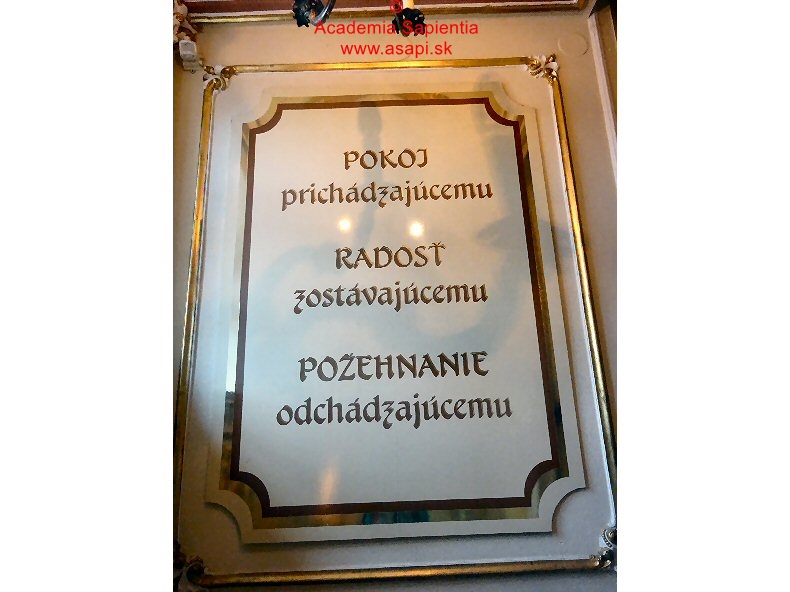 Academia Sapientia
www.asapi.sk
POKOJ
prichádzajúcemu
RADOSŤ
zostávajúcemu
POŽEHNANIE
odchádzajúcemu